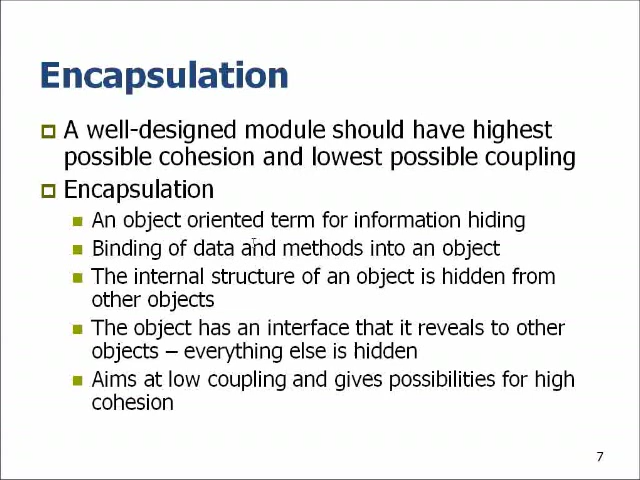 Encapsulation
A well-designed module should have highest
possible cohesion and lowest possible coupling
Encapsulation
An object oriented term for information hiding
Binding of data and methods into an object
The internal structure of an object is hidden from
other objects
The object has an interface that it reveals to other
objects – everything else is hidden
Aims at low coupling and gives possibilities for high
cohesion
7